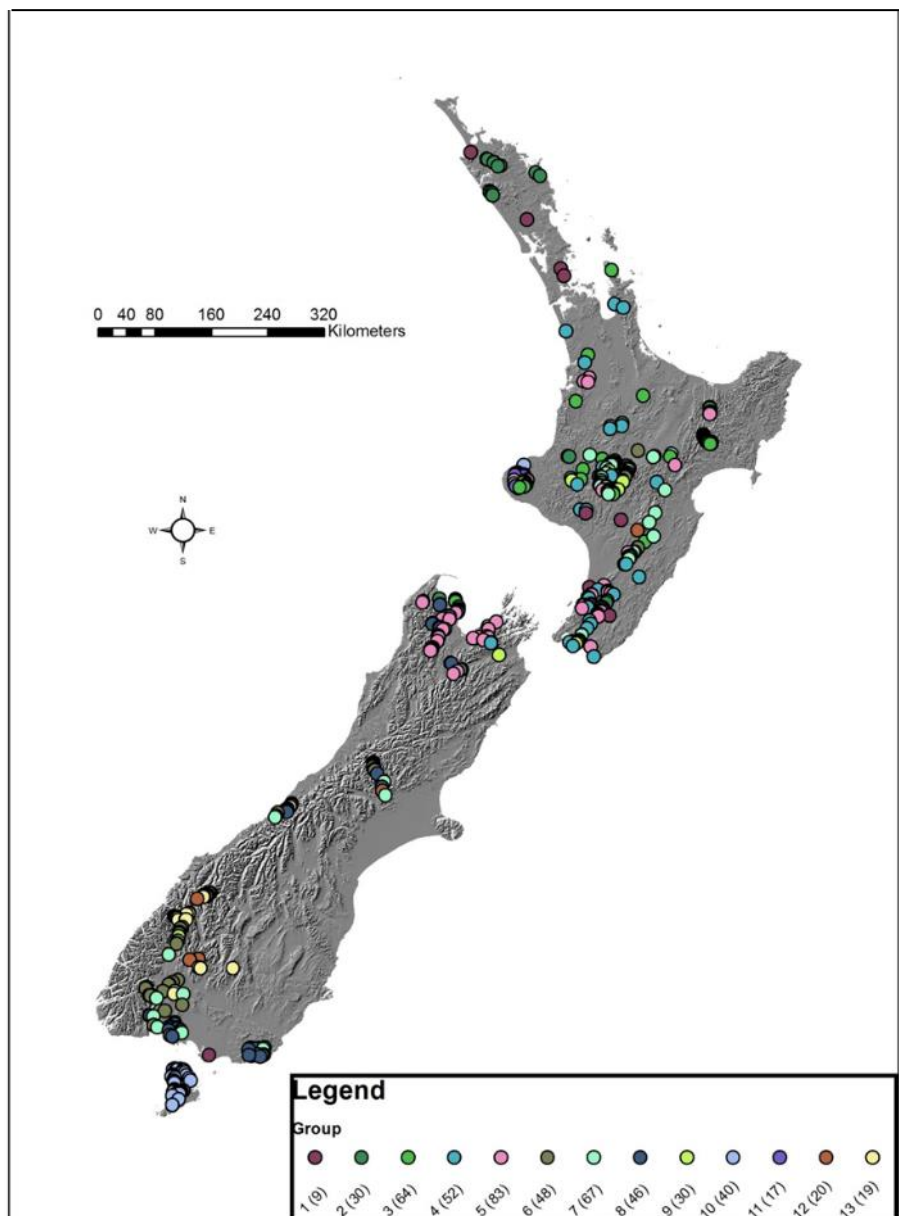 N
W E
S
0 40 80 160 240 320
Kilometers
Legend
Group
1 (9) 2 (30) 3 (64) 4 (52) 5 (83) 6 (48) 7 (67) 8 (46) 9 (30) 10 (40) 11 (17) 12 (20) 13 (19)